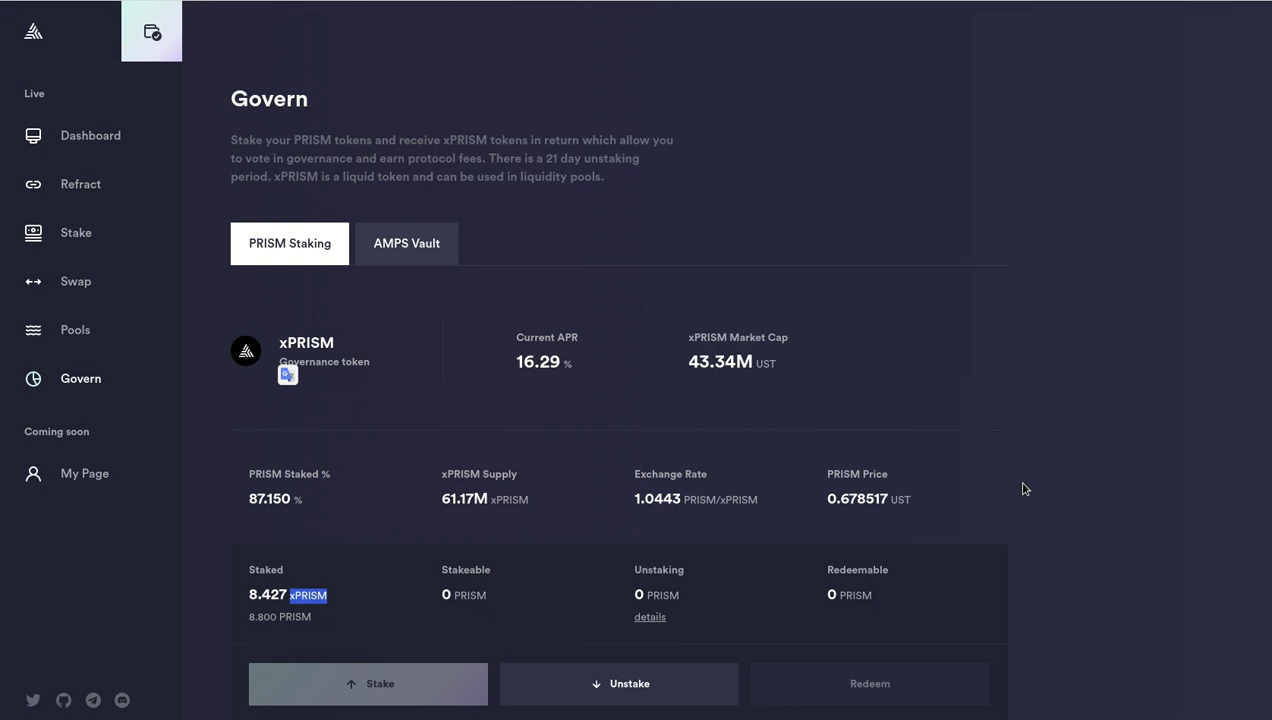 Live
Dashboard
Refract
Stake
Swap
Pools
Govern
Coming soon
My Page
Govern
Stake your PRISM tokens and receive xPRISM tokens in return which allow you
to vote in governance and earn protocol fees. There is a 21 day unstaking
period. xPRISM is a liquid token and can be used in liquidity pools.
PRISM Staking
AMPS Vault
xPRISM
Governance token
Current APR
16.29 %
xPRISM Market Cap
43.34M UST
PRISM Staked %
87.150 %
xPRISM Supply
61.17M xPRISM
Exchange Rate
1.0443 PRISM/xPRISM
PRISM Price
0.678517 UST
Staked
8.427 xPRISM
8.800 PRISM
Stakeable
0 PRISM
Unstaking
0 PRISM
details
Redeemable
0 PRISM
Stake
Unstake
Redeem